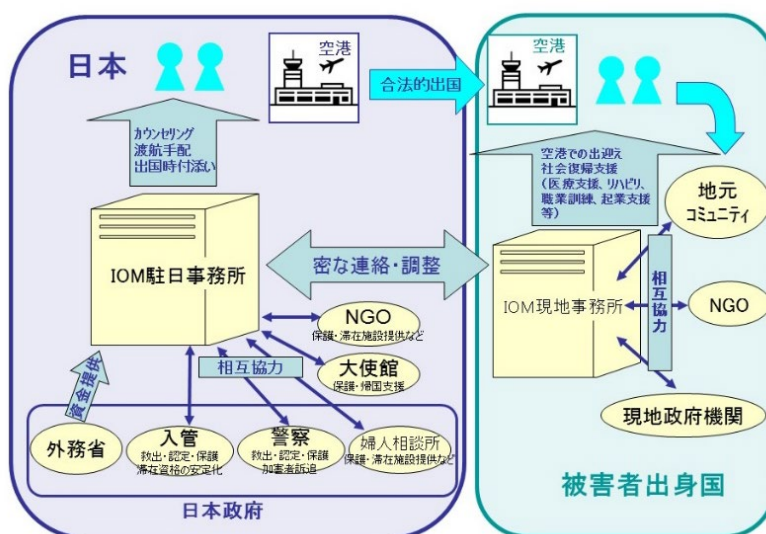 日本
空港
合法的出国
空港
カウンセリング
渡航手配
出国時付添い
空港での出迎え
社会復帰支援
(医療支援、リハビリ、
職業訓練、起業支援
等)
地元
コミュニティ
IOM駐日事務所
密な連絡・調整
IOM現地事務所
相互協力
NGO
NGO
保護・滞在施設提供など
大使館
保護・帰国支援
相互協力
資金提供
現地政府機関
外務省
入管
救出・認定・保護
滞在資格の安定化
警察
救出・認定・保護
加害者訴追
婦人相談所
保護・滞在施設提供など
日本政府
被害者出身国